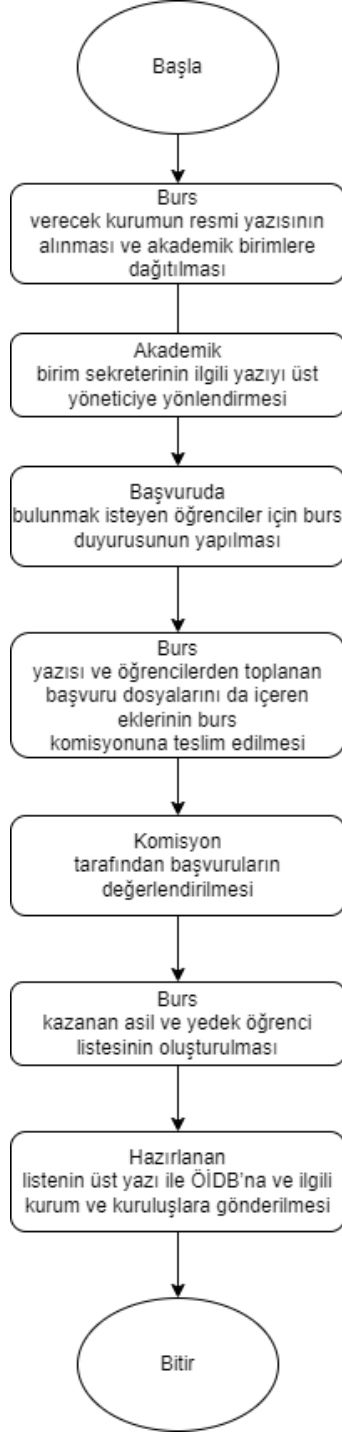 Başla
Burs
verecek kurumun resmi yazısının
alınması ve akademik birimlere
dağıtılması
Akademik
birim sekreterinin ilgili yazıyı üst
yöneticiye yönlendirmesi
Başvuruda
bulunmak isteyen öğrenciler için burs
duyurusunun yapılması
Burs
yazısı ve öğrencilerden toplanan
başvuru dosyalarını da içeren
eklerinin burs
komisyonuna teslim edilmesi
Komisyon
tarafından başvuruların
değerlendirilmesi
Burs
kazanan asil ve yedek öğrenci
listesinin oluşturulması
Hazırlanan
listenin üst yazı ile ÖİDB'na ve ilgili
kurum ve kuruluşlara gönderilmesi
Bitir